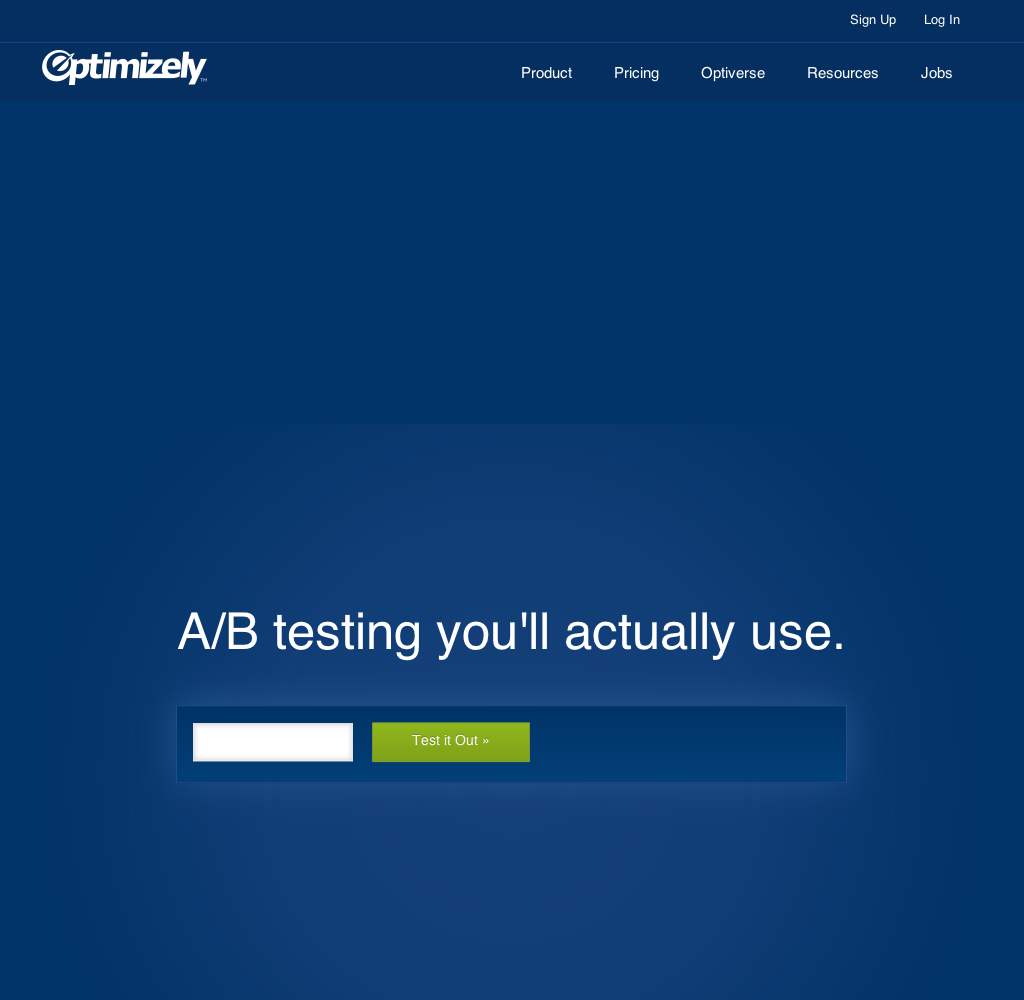 Sign Up Log In
Optimizely™
Product Pricing Optiverse Resources Jobs
A/B testing you'll actually use.
Test it Out »